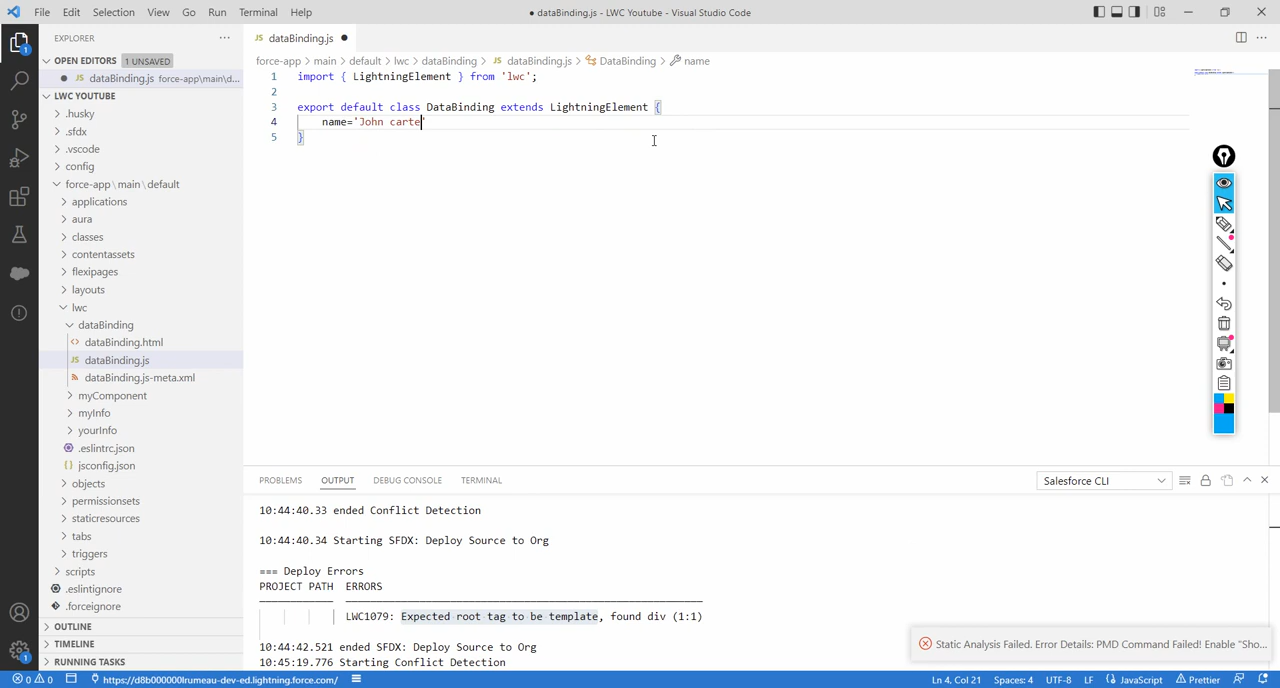 File Edit Selection View Go Run Terminal Help
● dataBinding.js - LWC Youtube - Visual Studio Code
EXPLORER
OPEN EDITORS 1 UNSAVED
● JS dataBinding.js force-app\main\d...
LWC YOUTUBE
.husky
.sfdx
.vscode
config
force-app\main\default
applications
aura
classes
contentassets
flexipages
layouts
lwc
dataBinding
<> dataBinding.html
JS dataBinding.js
dataBinding.js-meta.xml
myComponent
myInfo
yourInfo
.eslintrc.json
{} jsconfig.json
objects
permissionsets
staticresources
tabs
triggers
scripts
.eslintignore
.forceignore
OUTLINE
TIMELINE
RUNNING TASKS
JS dataBinding.js ●
force-app > main > default > lwc > dataBinding > JS dataBinding.js > DataBinding > name
1 import { LightningElement } from 'lwc';
2
3 export default class DataBinding extends LightningElement {
4 name='John carte'
5 }
PROBLEMS OUTPUT DEBUG CONSOLE TERMINAL
Salesforce CLI
10:44:40.33 ended Conflict Detection
10:44:40.34 Starting SFDX: Deploy Source to Org
=== Deploy Errors
PROJECT PATH ERRORS
LWC1079: Expected root tag to be template, found div (1:1)
10:44:42.521 ended SFDX: Deploy Source to Org
10:45:19.776 Starting Conflict Detection
Static Analysis Failed. Error Details: PMD Command Failed! Enable "Sho...
1
1
0 0 https://d8b000000lrumeau-dev-ed.lightning.force.com/
Ln 4, Col 21 Spaces: 4 UTF-8 LF JavaScript Prettier